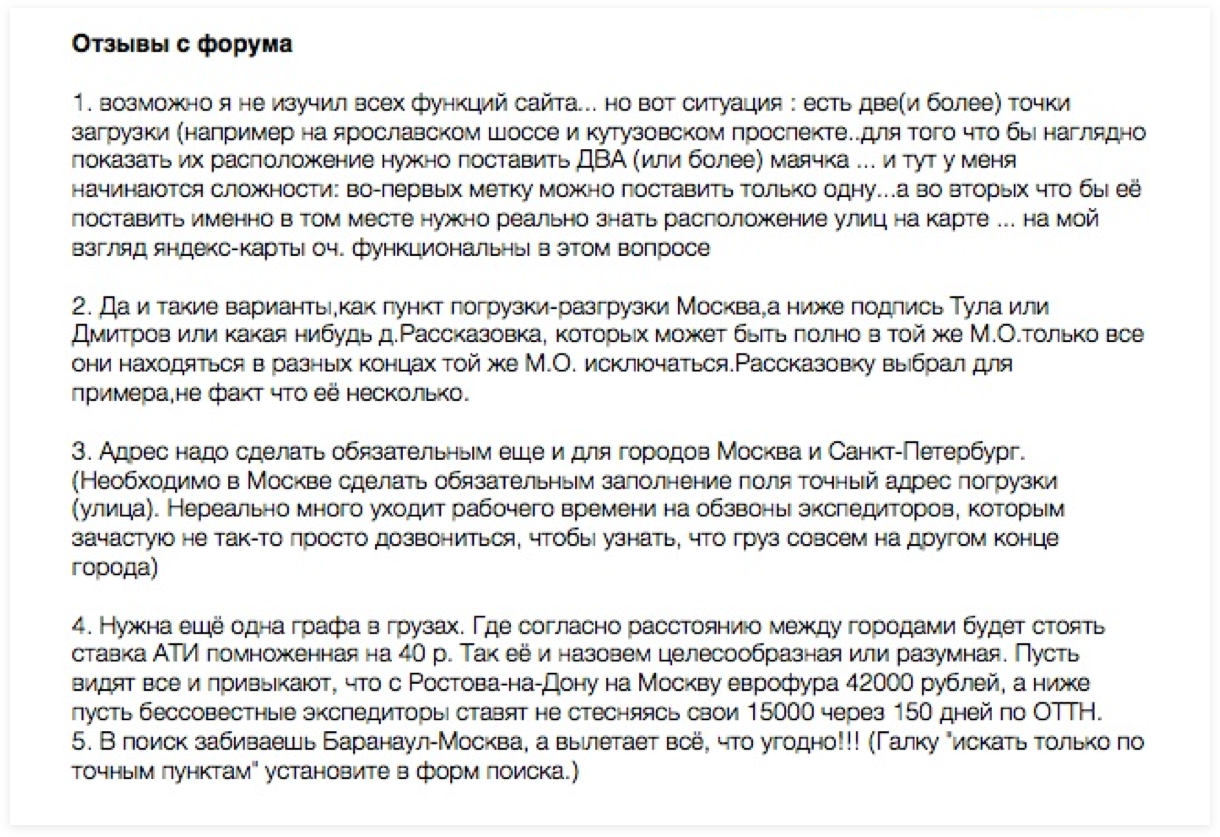 Отзывы с форума
1. возможно я не изучил всех функций сайта... но вот ситуация : есть две(и более) точки
загрузки (например на ярославском шоссе и кутузовском проспекте..для того что бы наглядно
показать их расположение нужно поставить ДВА (или более) маячка ... и тут у меня
начинаются сложности: во-первых метку можно поставить только одну...а во вторых что бы её
поставить именно в том месте нужно реально знать расположение улиц на карте ... на мой
взгляд яндекс-карты оч. функциональны в этом вопросе
2. Да и такие варианты,как пункт погрузки-разгрузки Москва,а ниже подпись Тула или
Дмитров или какая нибудь д.Рассказовка, которых может быть полно в той же М.О.только все
они находяться в разных концах той же М.О. исключаться.Рассказовку выбрал для
примера,не факт что её несколько.
3. Адрес надо сделать обязательным еще и для городов Москва и Санкт-Петербург.
(Необходимо в Москве сделать обязательным заполнение поля точный адрес погрузки
(улица). Нереально много уходит рабочего времени на обзвоны экспедиторов, которым
зачастую не так-то просто дозвониться, чтобы узнать, что груз совсем на другом конце
города)
4. Нужна ещё одна графа в грузах. Где согласно расстоянию между городами будет стоять
ставка АТИ помноженная на 40 р. Так её и назовем целесообразная или разумная. Пусть
видят все и привыкают, что с Ростова-на-Дону на Москву еврофура 42000 рублей, а ниже
пусть бессовестные экспедиторы ставят не стесняясь свои 15000 через 150 дней по ОТТН.
5. В поиск забиваешь Баранаул-Москва, а вылетает всё, что угодно!!! (Галку "искать только по
точным пунктам" установите в форм поиска.)